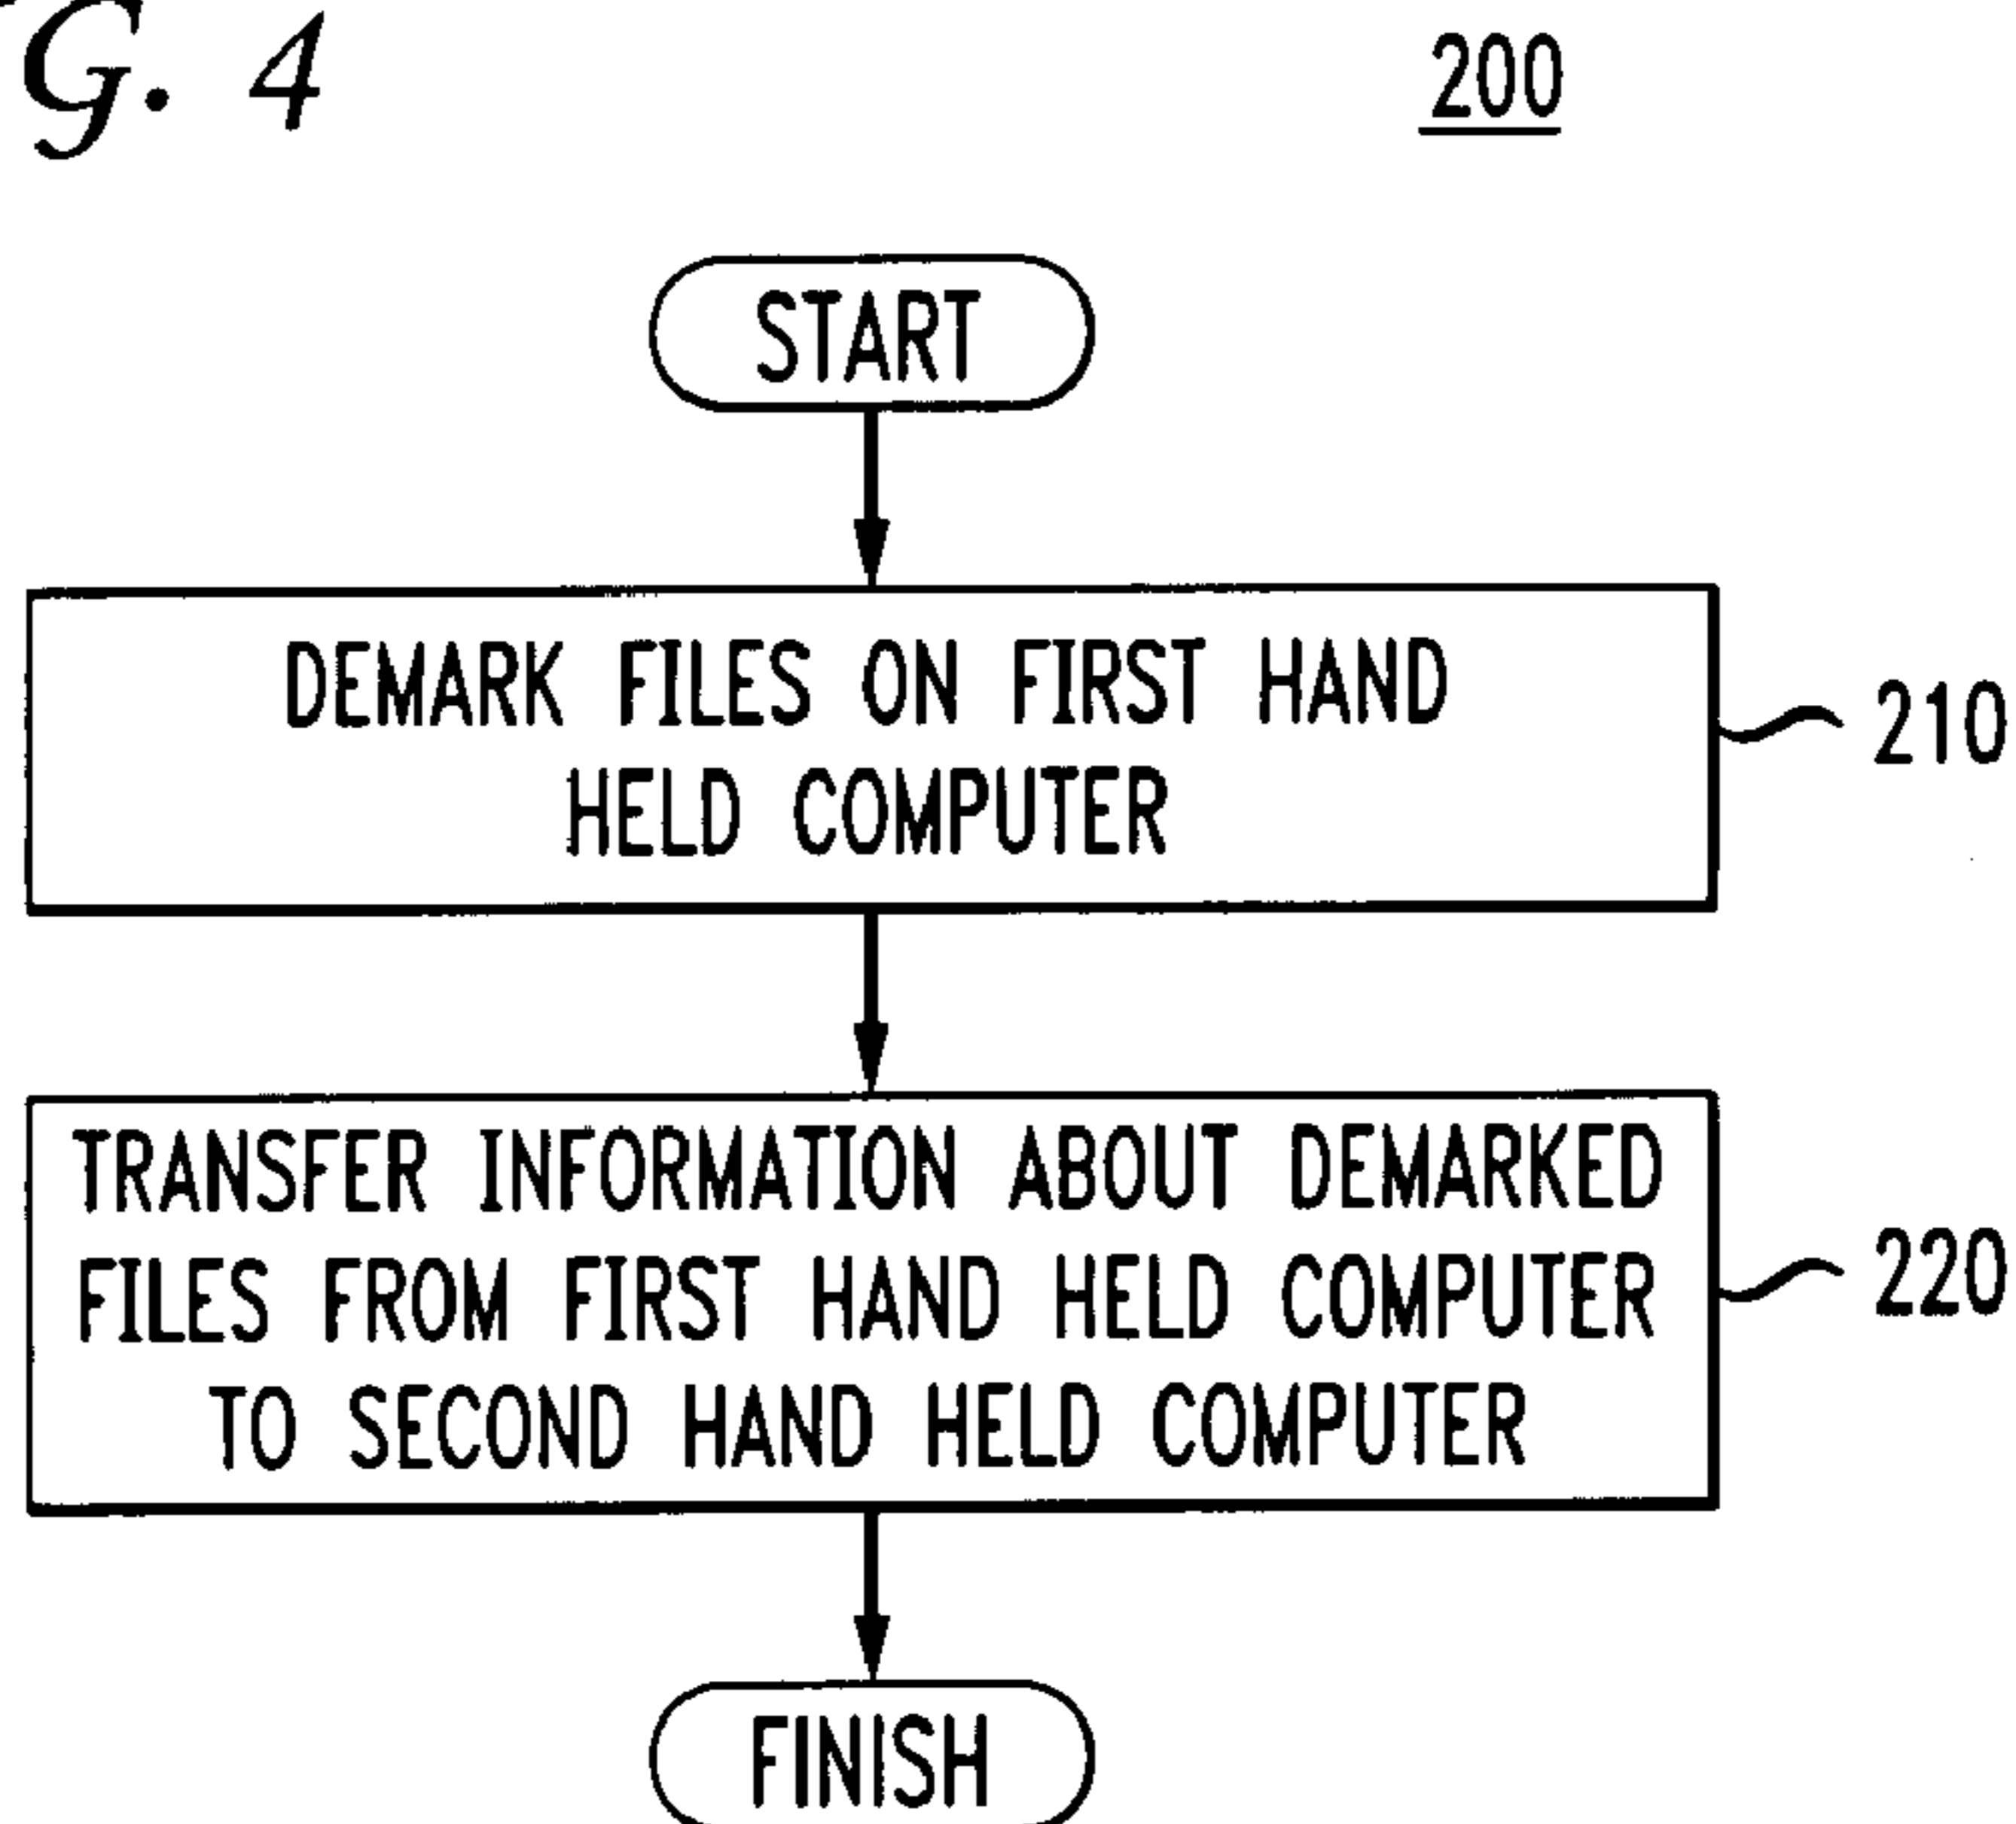 G. 4
200
START
DEMARK FILES ON FIRST HAND
HELD COMPUTER
210
TRANSFER INFORMATION ABOUT DEMARKED
FILES FROM FIRST HAND HELD COMPUTER
TO SECOND HAND HELD COMPUTER
220
FINISH